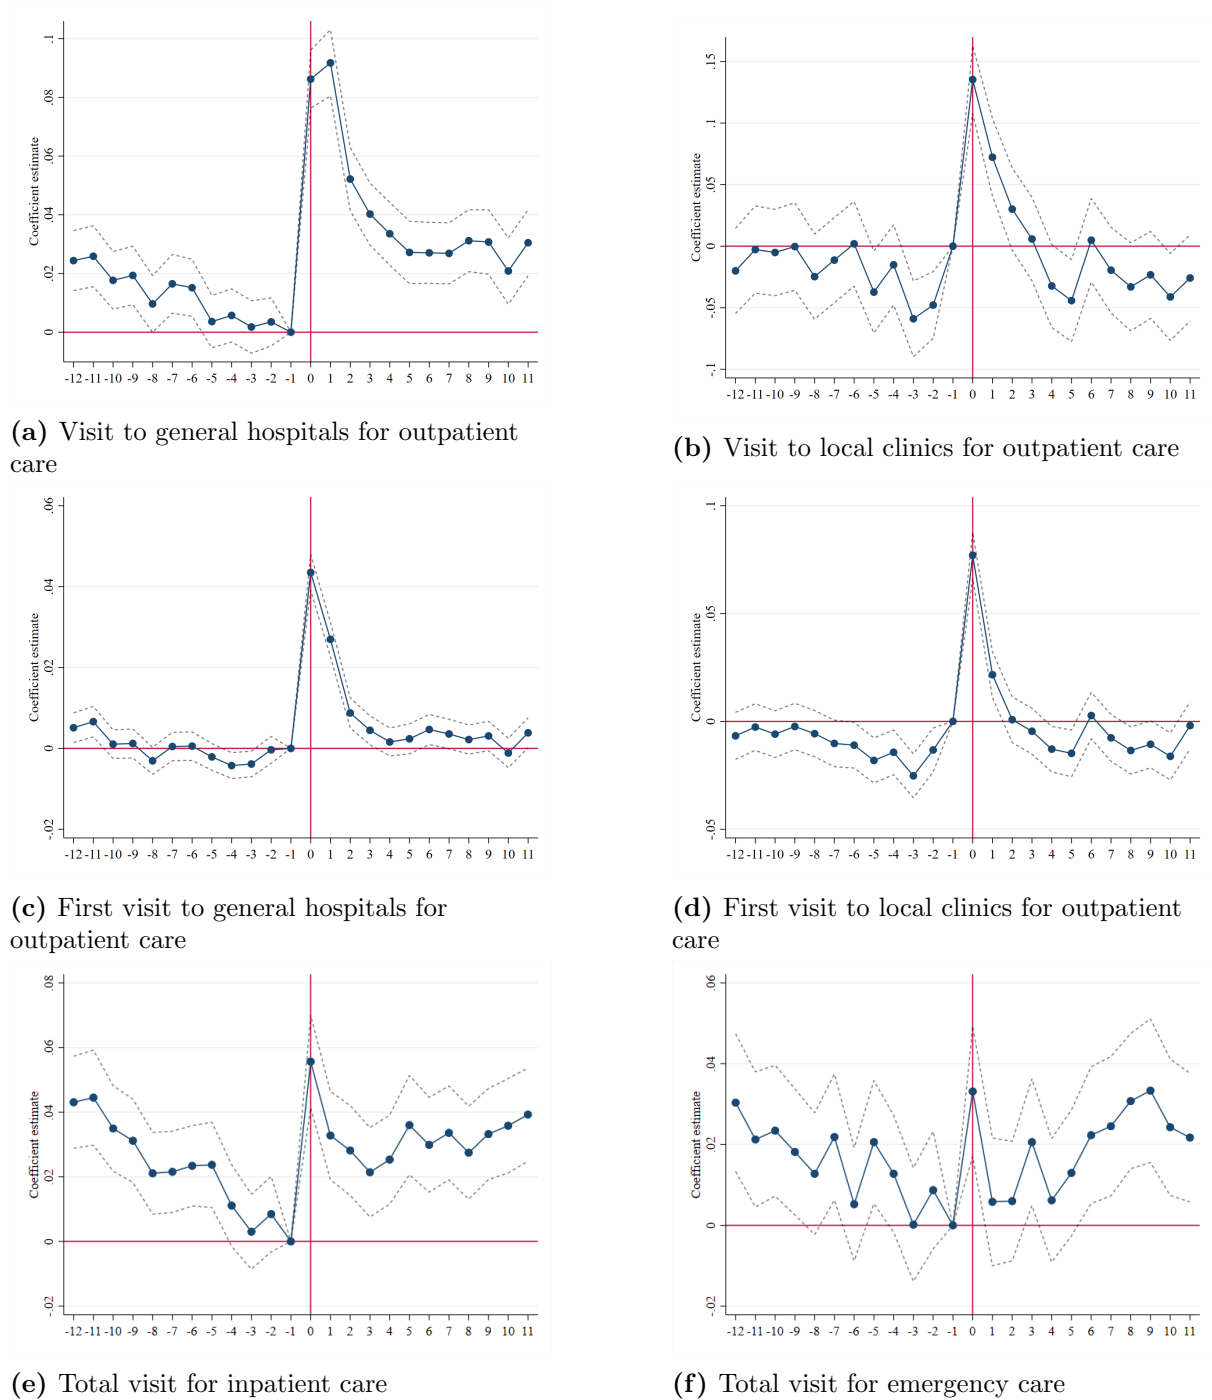 Coefficient estimate
.1
.08
.06
.04
.02
0
-12 -11 -10 -9 -8 -7 -6 -5 -4 -3 -2 -1 0 1 2 3 4 5 6 7 8 9 10 11
(a) Visit to general hospitals for outpatient
care
Coefficient estimate
.15
.1
.05
0
-.05
-.1
-12 -11 -10 -9 -8 -7 -6 -5 -4 -3 -2 -1 0 1 2 3 4 5 6 7 8 9 10 11
(b) Visit to local clinics for outpatient care
Coefficient estimate
.06
.04
.02
0
-.02
-12 -11 -10 -9 -8 -7 -6 -5 -4 -3 -2 -1 0 1 2 3 4 5 6 7 8 9 10 11
(c) First visit to general hospitals for
outpatient care
Coefficient estimate
.1
.05
0
-.05
-12 -11 -10 -9 -8 -7 -6 -5 -4 -3 -2 -1 0 1 2 3 4 5 6 7 8 9 10 11
(d) First visit to local clinics for outpatient
care
Coefficient estimate
.08
.06
.04
.02
0
-.02
-12 -11 -10 -9 -8 -7 -6 -5 -4 -3 -2 -1 0 1 2 3 4 5 6 7 8 9 10 11
(e) Total visit for inpatient care
Coefficient estimate
.06
.04
.02
0
-.02
-12 -11 -10 -9 -8 -7 -6 -5 -4 -3 -2 -1 0 1 2 3 4 5 6 7 8 9 10 11
(f) Total visit for emergency care